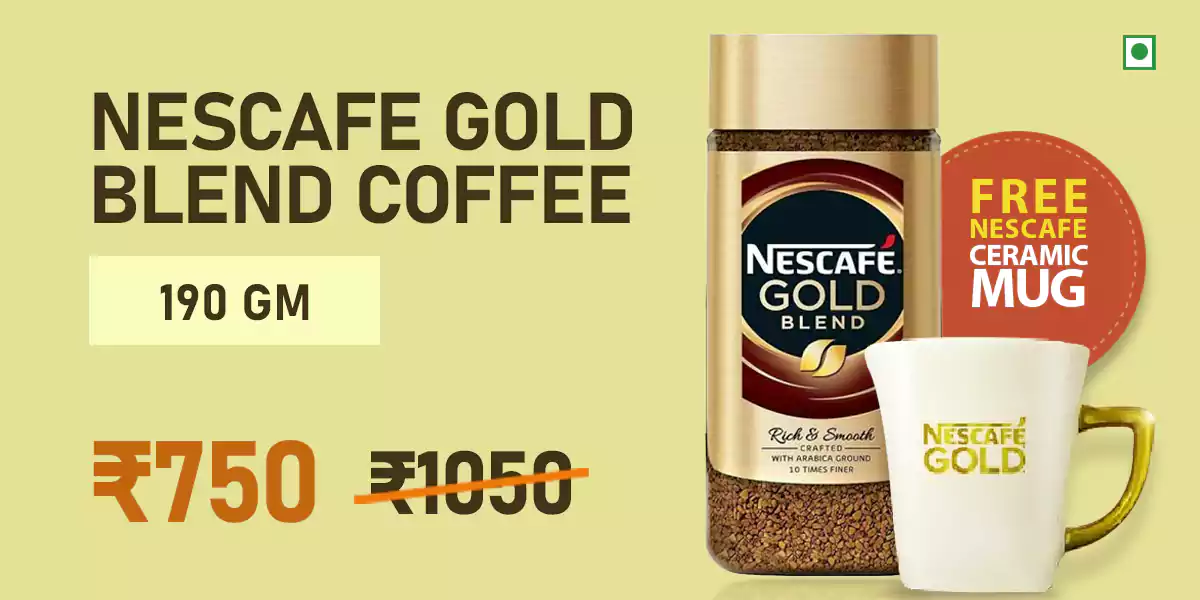 NESCAFE GOLD
BLEND COFFEE
190 GM
₹750 ₹1050
NESCAFÉ
GOLD
BLEND
Rich & Smooth
CRAFTED
WITH ARABICA GROUND
10 TIMES FINER
FREE
NESCAFE
CERAMIC
MUG
NESCAFÉ
GOLD